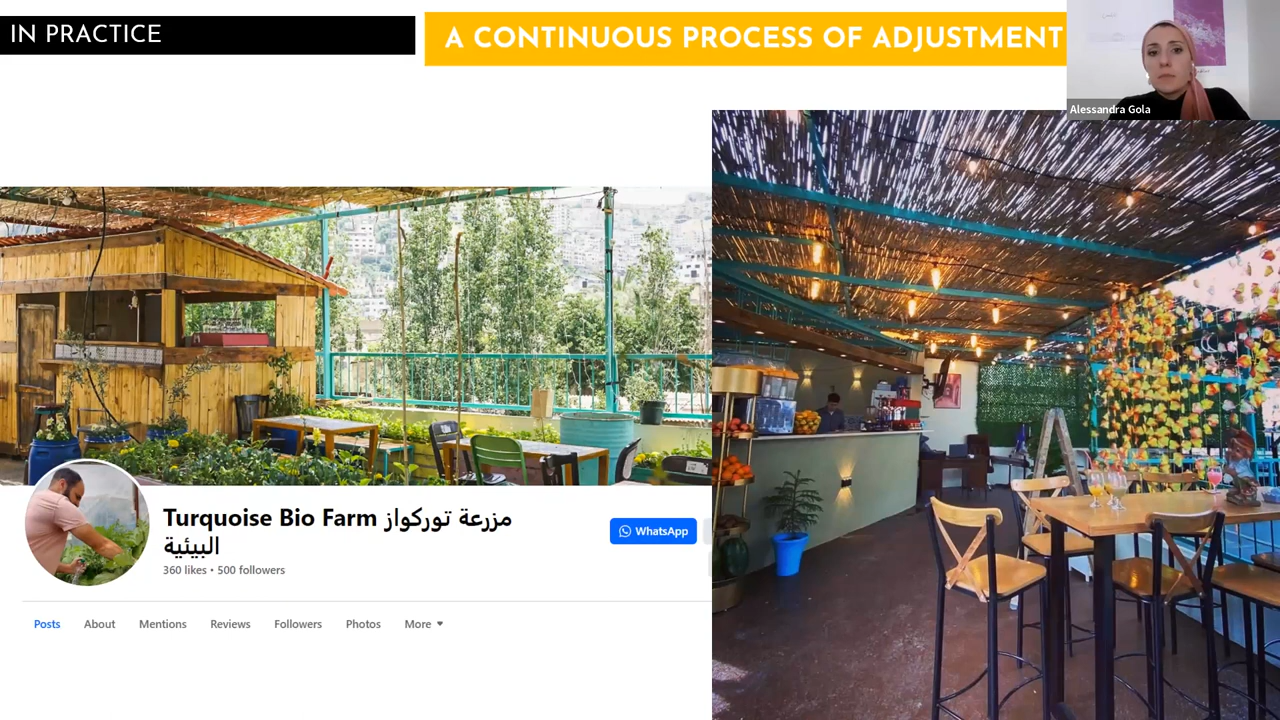 IN PRACTICE
A CONTINUOUS PROCESS OF ADJUSTMENT
Alessandra Gola
Turquoise Bio Farm مزرعة توركواز
البيئية
360 likes • 500 followers
WhatsApp
Posts About Mentions Reviews Followers Photos More